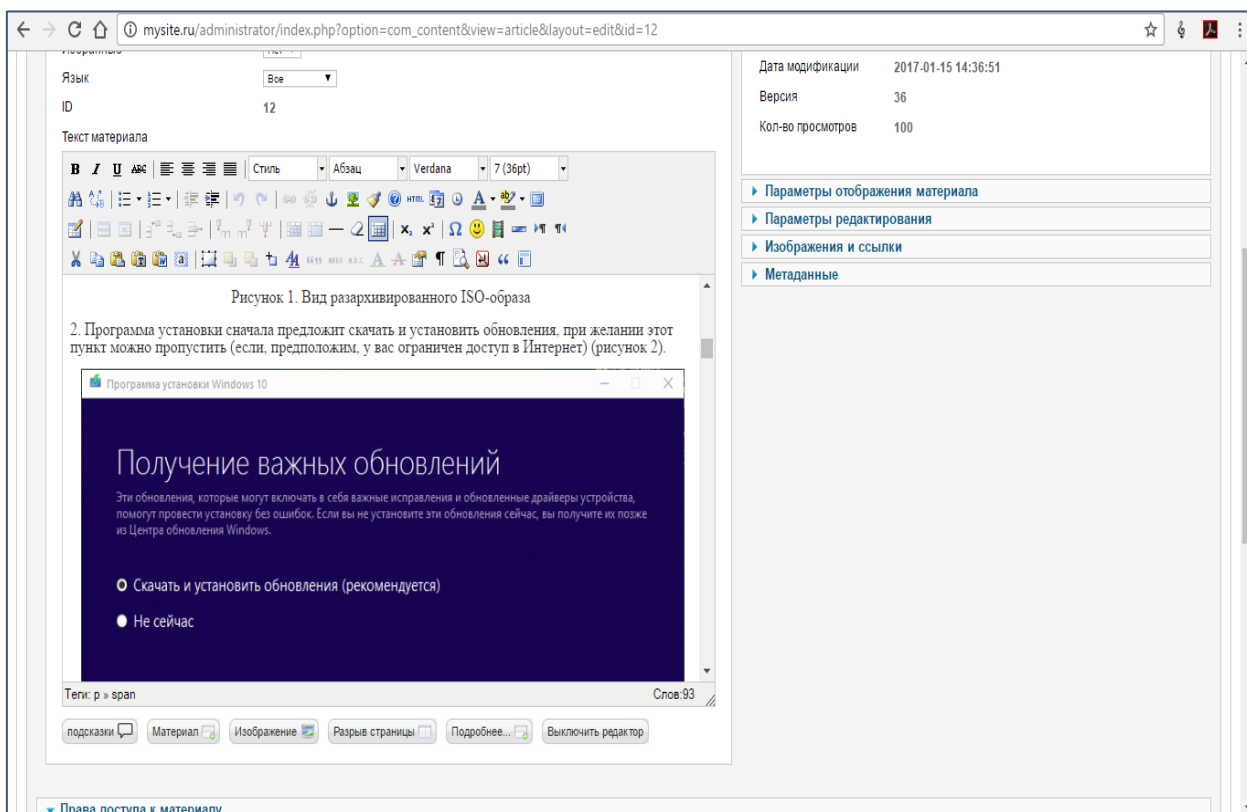 mysite.ru/administrator/index.php?option=com_content&view=article&layout=edit&id=12
Избранные Нет
Язык Все
ID 12
Текст материала
B I U ABC Стиль Абзац Verdana 7 (36pt)
HTML
Рисунок 1. Вид разархивированного ISO-образа
2. Программа установки сначала предложит скачать и установить обновления, при желании этот
пункт можно пропустить (если, предположим, у вас ограничен доступ в Интернет) (рисунок 2).
Программа установки Windows 10
Получение важных обновлений
Эти обновления, которые могут включать в себя важные исправления и обновленные драйверы устройства,
помогут провести установку без ошибок. Если вы не установите эти обновления сейчас, вы получите их позже
из Центра обновления Windows.
Скачать и установить обновления (рекомендуется)
Не сейчас
Теги: p » span Слов:93
подсказки Материал Изображение Разрыв страницы Подробнее... Выключить редактор
Права доступа к материалу
Дата модификации 2017-01-15 14:36:51
Версия 36
Кол-во просмотров 100
Параметры отображения материала
Параметры редактирования
Изображения и ссылки
Метаданные